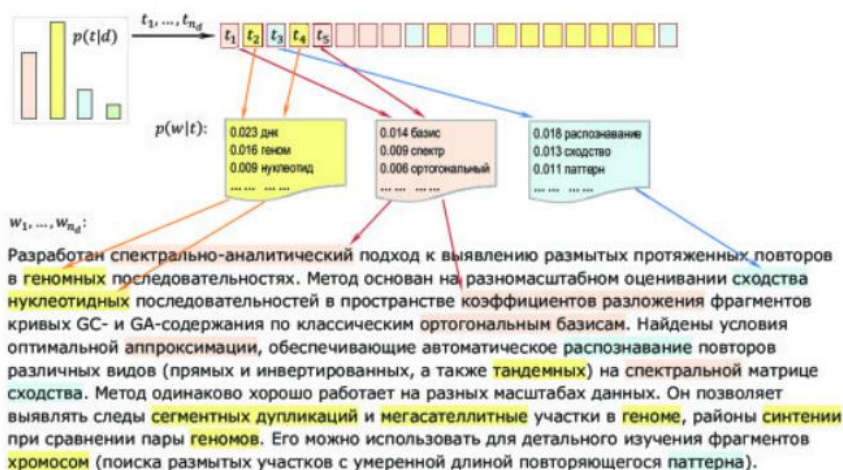 p(t|d)
t₁, …, t_{n_d}
t₁ t₂ t₃ t₄ t₅
p(w|t):
0.023 днк
0.016 геном
0.009 нуклеотид
... ... ... ...
0.014 базис
0.009 спектр
0.006 ортогональный
... ... ... ...
0.018 распознавание
0.013 сходство
0.011 паттерн
... ... ... ...
w₁, …, w_{n_d}:
Разработан спектрально-аналитический подход к выявлению размытых протяженных повторов
в геномных последовательностях. Метод основан на разномасштабном оценивании сходства
нуклеотидных последовательностей в пространстве коэффициентов разложения фрагментов
кривых GC- и GA-содержания по классическим ортогональным базисам. Найдены условия
оптимальной аппроксимации, обеспечивающие автоматическое распознавание повторов
различных видов (прямых и инвертированных, а также тандемных) на спектральной матрице
сходства. Метод одинаково хорошо работает на разных масштабах данных. Он позволяет
выявлять следы сегментных дупликаций и мегасателлитные участки в геноме, районы синтении
при сравнении пары геномов. Его можно использовать для детального изучения фрагментов
хромосом (поиска размытых участков с умеренной длиной повторяющегося паттерна).